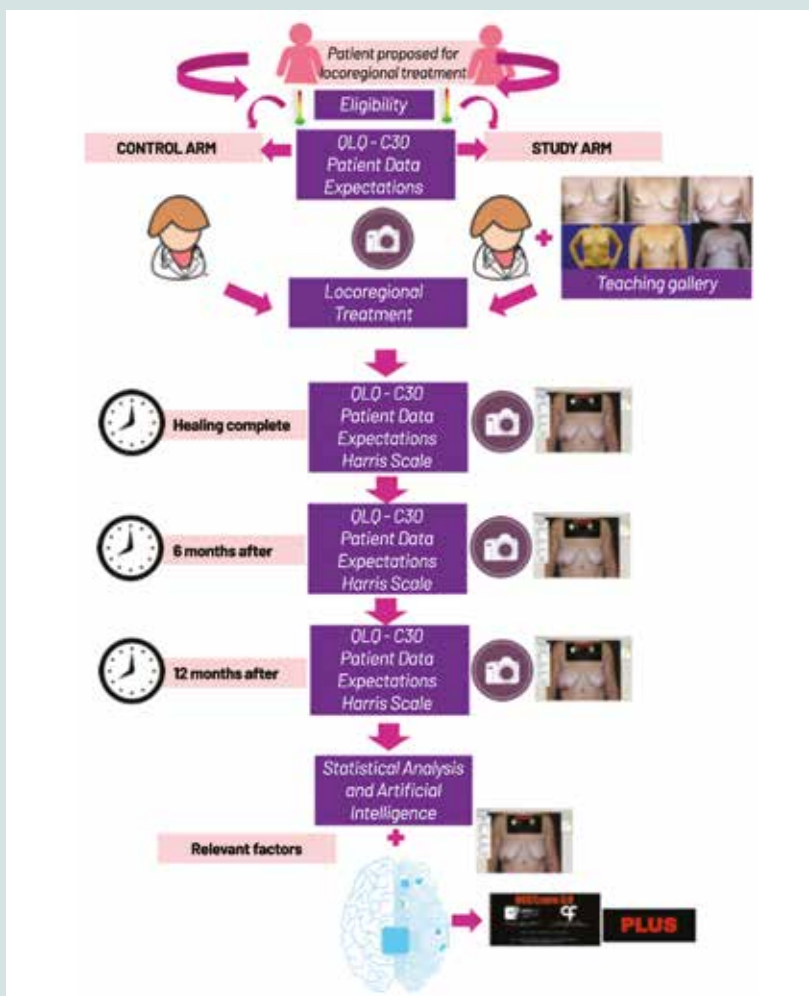 Patient proposed for
locoregional treatment
Eligibility
CONTROL ARM
QLQ - C30
Patient Data
Expectations
STUDY ARM
Teaching gallery
Locoregional
Treatment
Healing complete
QLQ - C30
Patient Data
Expectations
Harris Scale
6 months after
QLQ - C30
Patient Data
Expectations
Harris Scale
12 months after
QLQ - C30
Patient Data
Expectations
Harris Scale
Statistical Analysis
and Artificial
Intelligence
Relevant factors
PLUS